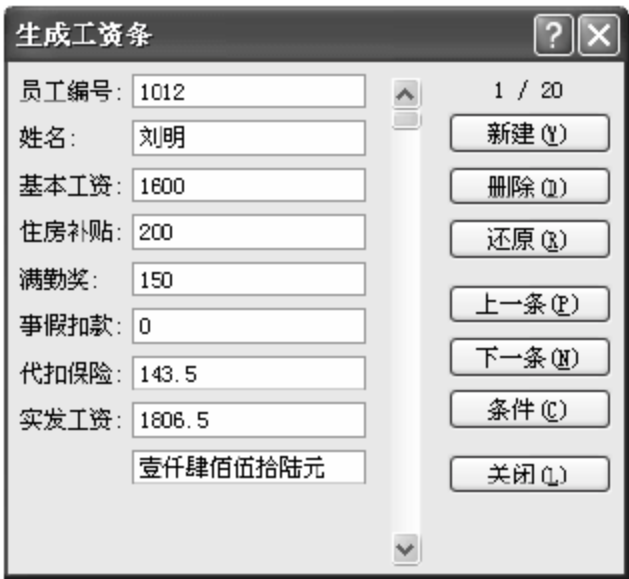 生成工资条
员工编号: 1012
1 / 20
姓名: 刘明
新建(Y)
基本工资: 1600
删除(D)
住房补贴: 200
还原(R)
满勤奖: 150
上一条(P)
事假扣款: 0
下一条(N)
代扣保险: 143.5
条件(C)
实发工资: 1806.5
壹仟肆佰伍拾陆元
关闭(L)